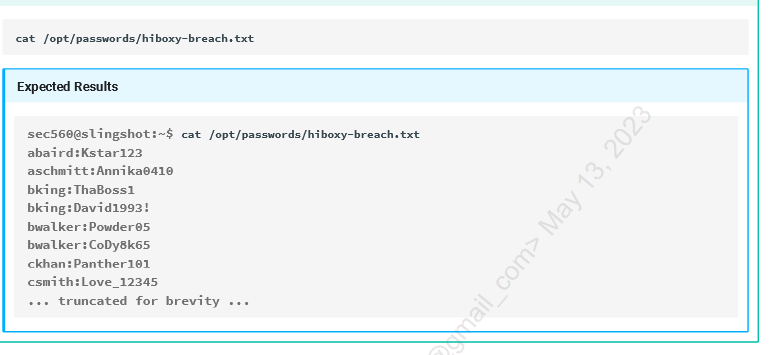 cat /opt/passwords/hiboxy-breach.txt
Expected Results
sec560@slingshot:~$ cat /opt/passwords/hiboxy-breach.txt
abaird:Kstar123
aschmitt:Annika0410
bking:ThaBoss1
bking:David1993!
bwalker:Powder05
bwalker:CoDy8k65
ckhan:Panther101
csmith:Love_12345
... truncated for brevity ...
@gmail_com> May 13, 2023